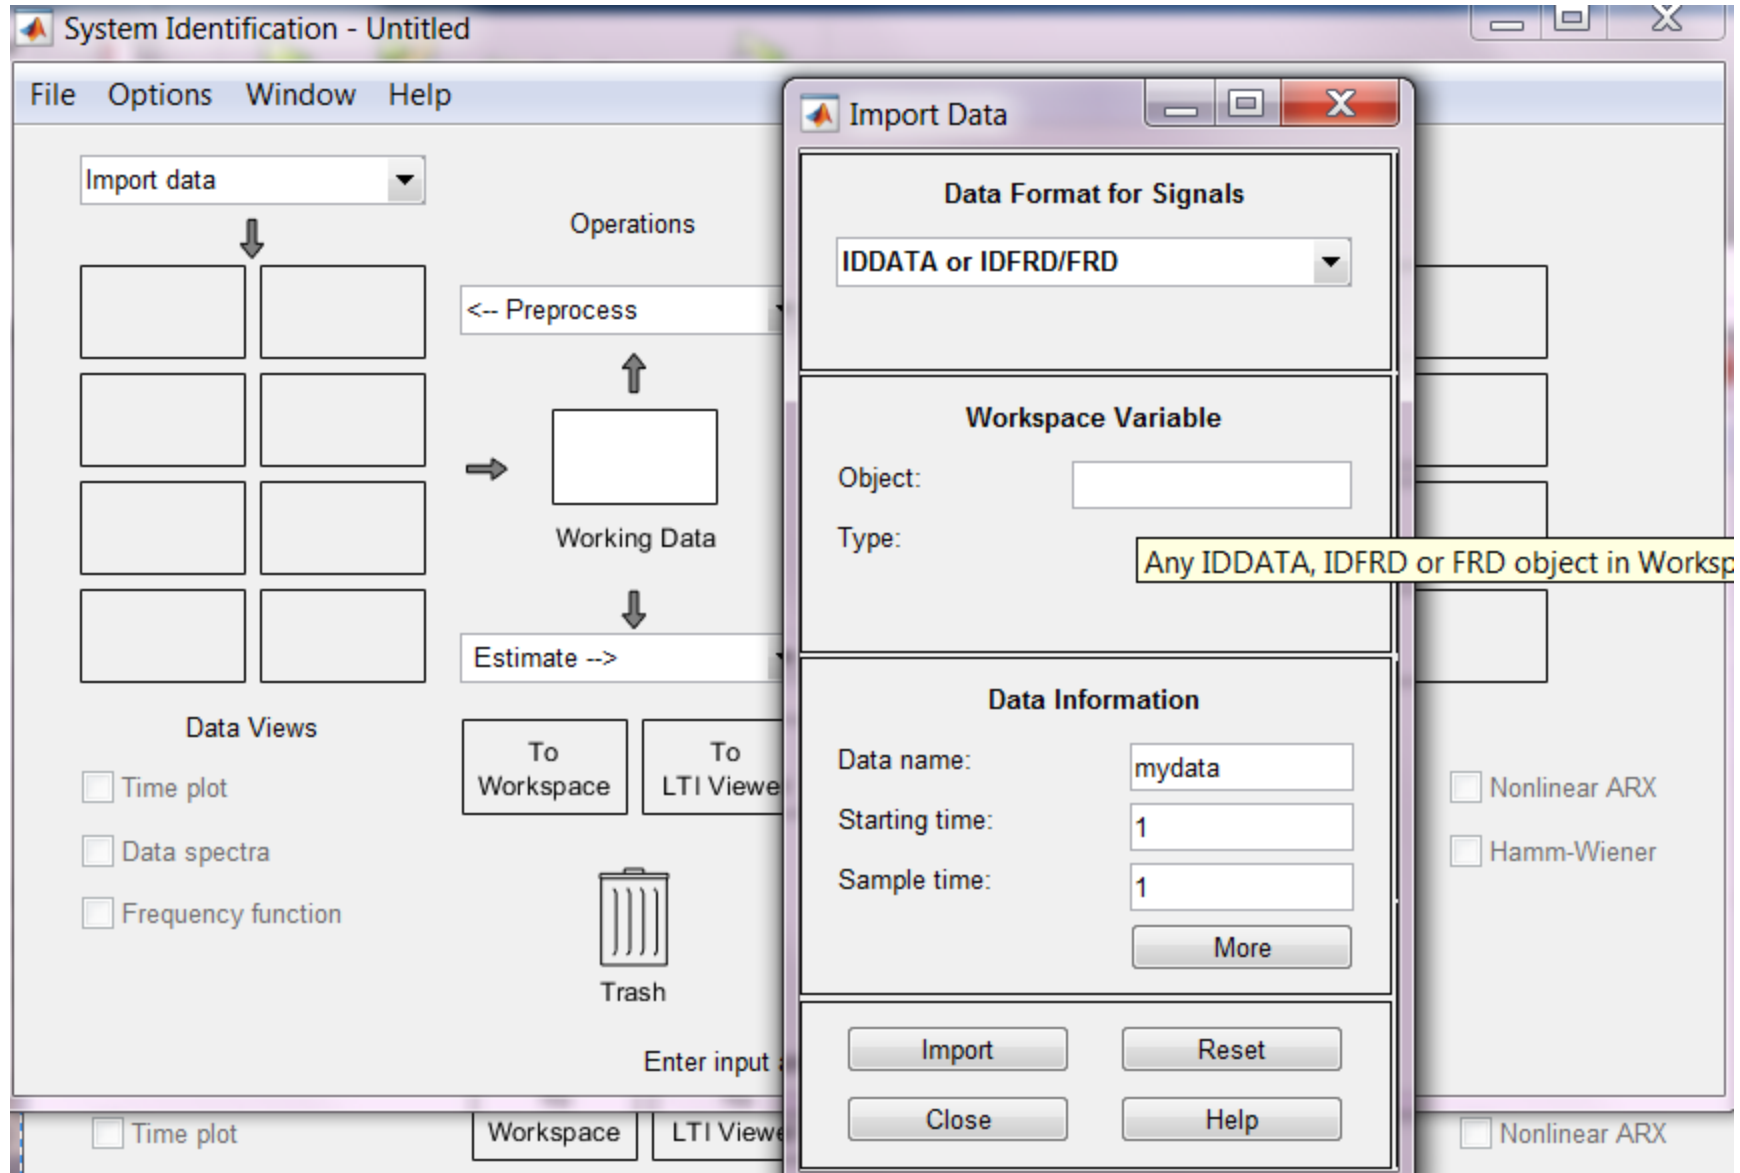 System Identification - Untitled
File Options Window Help
Import data
Operations
<-- Preprocess
Working Data
Estimate -->
Data Views
To
Workspace
To
LTI Viewe
Time plot
Data spectra
Frequency function
Trash
Enter input
Nonlinear ARX
Hamm-Wiener
Import Data
Data Format for Signals
IDDATA or IDFRD/FRD
Workspace Variable
Object:
Type:
Any IDDATA, IDFRD or FRD object in Worksp
Data Information
Data name: mydata
Starting time: 1
Sample time: 1
More
Import Reset
Close Help
Time plot
Workspace
LTI Viewe
Nonlinear ARX